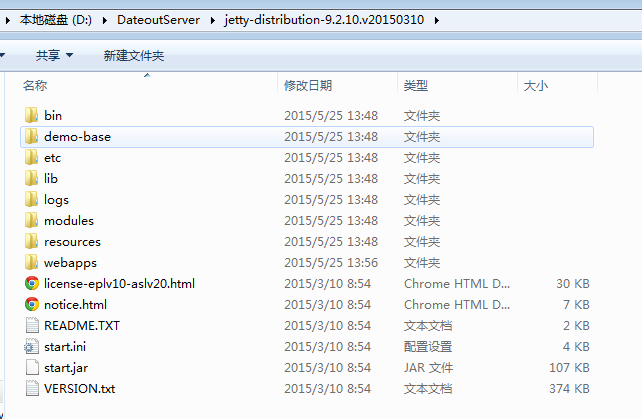 本地磁盘 (D:) DateoutServer jetty-distribution-9.2.10.v20150310
共享 新建文件夹
名称 修改日期 类型 大小
bin 2015/5/25 13:48 文件夹
demo-base 2015/5/25 13:48 文件夹
etc 2015/5/25 13:48 文件夹
lib 2015/5/25 13:48 文件夹
logs 2015/5/25 13:48 文件夹
modules 2015/5/25 13:48 文件夹
resources 2015/5/25 13:48 文件夹
webapps 2015/5/25 13:56 文件夹
license-eplv10-aslv20.html 2015/3/10 8:54 Chrome HTML D... 30 KB
notice.html 2015/3/10 8:54 Chrome HTML D... 7 KB
README.TXT 2015/3/10 8:54 文本文档 2 KB
start.ini 2015/3/10 8:54 配置设置 4 KB
start.jar 2015/3/10 8:54 JAR 文件 107 KB
VERSION.txt 2015/3/10 8:54 文本文档 374 KB